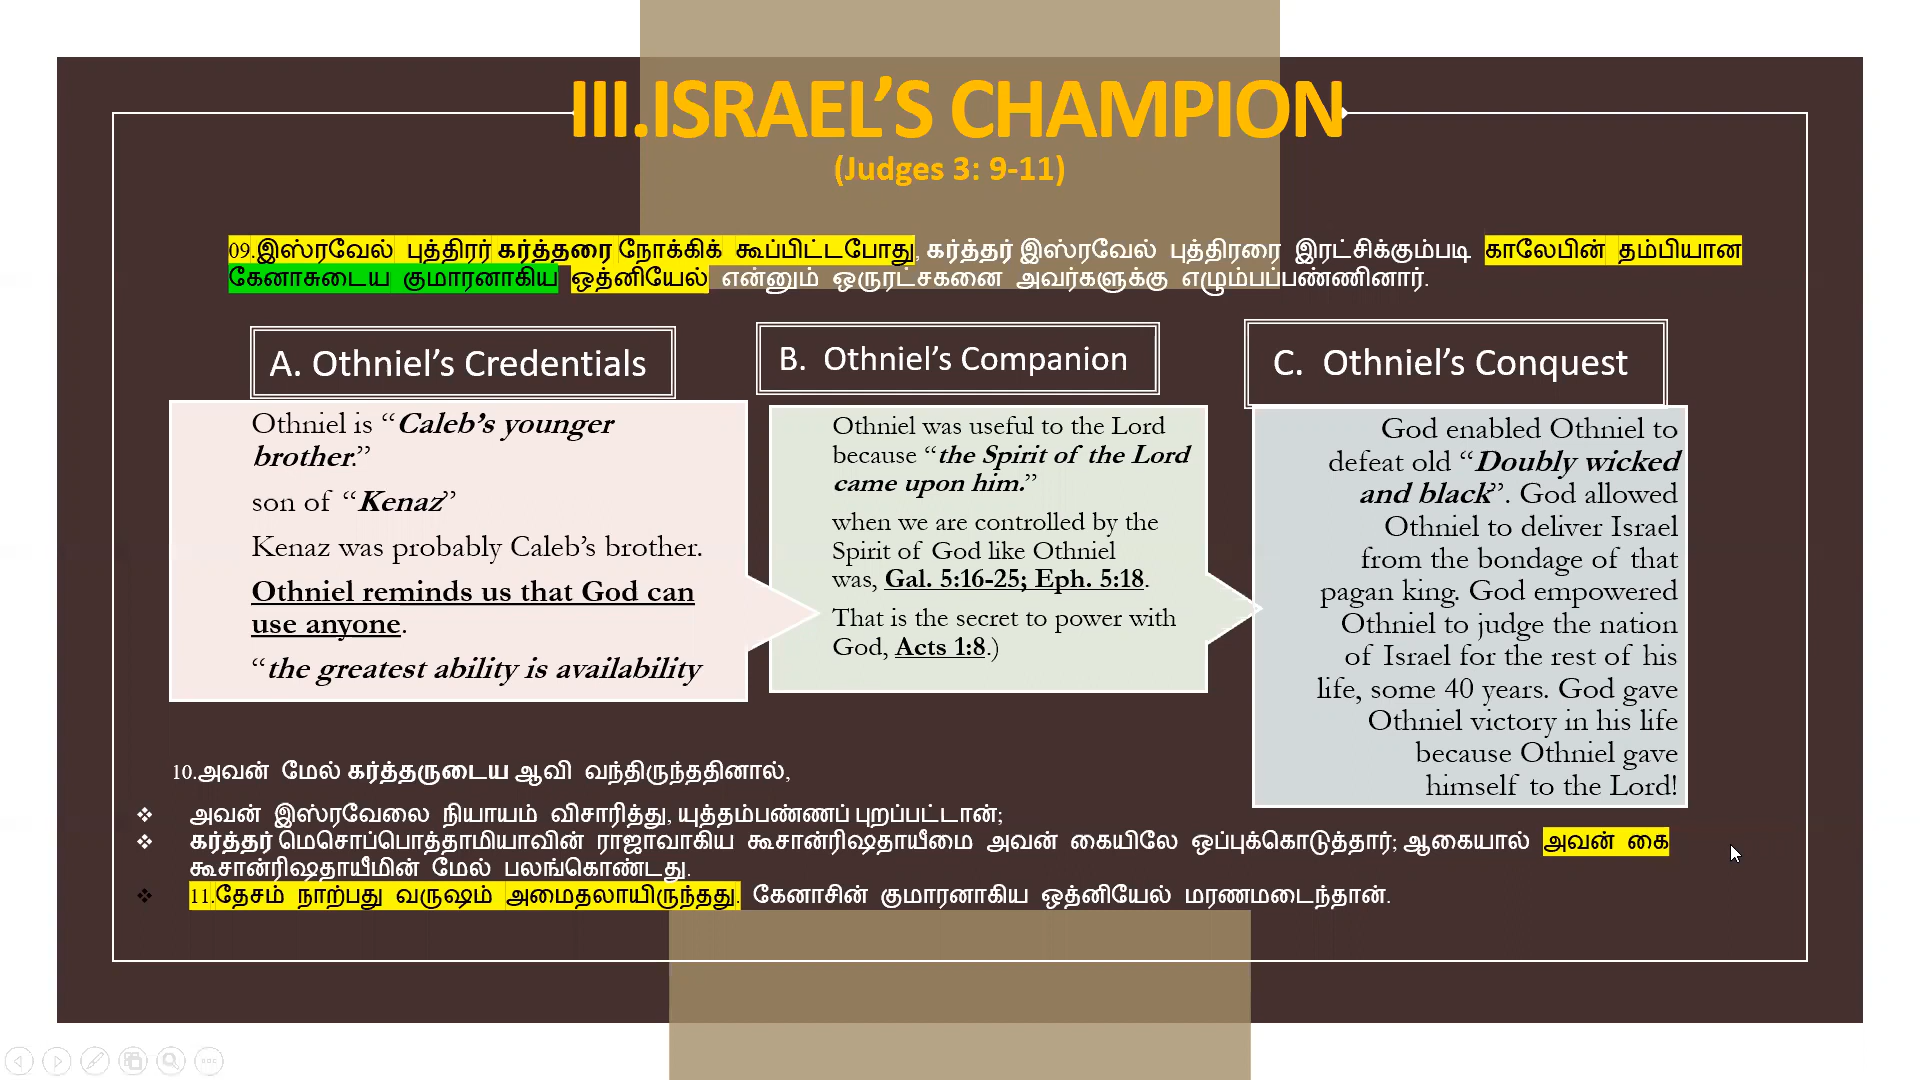 III.ISRAEL’S CHAMPION
(Judges 3: 9-11)
09.இஸ்ரவேல் புத்திரர் கர்த்தரை நோக்கிக் கூப்பிட்டபோது, கர்த்தர் இஸ்ரவேல் புத்திரரை இரட்சிக்கும்படி காலேபின் தம்பியான
கேனாசுடைய குமாரனாகிய ஒத்னியேல் என்னும் ஒருரட்சகனை அவர்களுக்கு எழும்பப்பண்ணினார்.
A. Othniel’s Credentials
Othniel is “Caleb’s younger
brother.”
son of “Kenaz”
Kenaz was probably Caleb’s brother.
Othniel reminds us that God can
use anyone.
“the greatest ability is availability
B. Othniel’s Companion
Othniel was useful to the Lord
because “the Spirit of the Lord
came upon him.”
when we are controlled by the
Spirit of God like Othniel
was, Gal. 5:16-25; Eph. 5:18.
That is the secret to power with
God, Acts 1:8.)
C. Othniel’s Conquest
God enabled Othniel to
defeat old “Doubly wicked
and black”. God allowed
Othniel to deliver Israel
from the bondage of that
pagan king. God empowered
Othniel to judge the nation
of Israel for the rest of his
life, some 40 years. God gave
Othniel victory in his life
because Othniel gave
himself to the Lord!
10.அவன் மேல் கர்த்தருடைய ஆவி வந்திருந்ததினால்,
❖ அவன் இஸ்ரவேலை நியாயம் விசாரித்து, யுத்தம்பண்ணப் புறப்பட்டான்;
❖ கர்த்தர் மெசொப்பொத்தாமியாவின் ராஜாவாகிய கூசான்ரிஷதாயீமை அவன் கையிலே ஒப்புக்கொடுத்தார்; ஆகையால் அவன் கை
கூசான்ரிஷதாயீமின் மேல் பலங்கொண்டது.
❖ 11.தேசம் நாற்பது வருஷம் அமைதலாயிருந்தது. கேனாசின் குமாரனாகிய ஒத்னியேல் மரணமடைந்தான்.